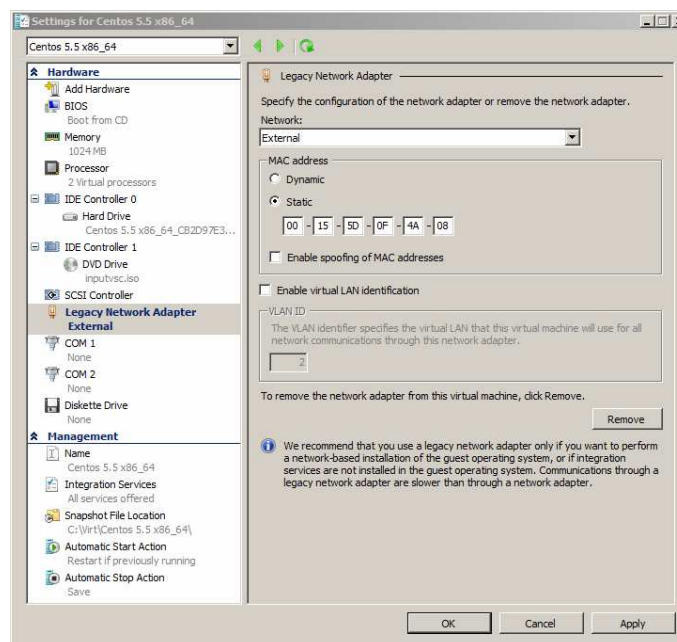 Settings for Centos 5.5 x86_64
Centos 5.5 x86_64
Hardware
Add Hardware
BIOS
Boot from CD
Memory
1024 MB
Processor
2 Virtual processors
IDE Controller 0
Hard Drive
Centos 5.5 x86_64_CB2D97E3...
IDE Controller 1
DVD Drive
inputvsc.iso
SCSI Controller
Legacy Network Adapter
External
COM 1
None
COM 2
None
Diskette Drive
None
Management
Name
Centos 5.5 x86_64
Integration Services
All services offered
Snapshot File Location
C:\Virt\Centos 5.5 x86_64\
Automatic Start Action
Restart if previously running
Automatic Stop Action
Save
Legacy Network Adapter
Specify the configuration of the network adapter or remove the network adapter.
Network:
External
MAC address
Dynamic
Static
00 - 15 - 5D - 0F - 4A - 08
Enable spoofing of MAC addresses
Enable virtual LAN identification
VLAN ID
The VLAN identifier specifies the virtual LAN that this virtual machine will use for all
network communications through this network adapter.
2
To remove the network adapter from this virtual machine, click Remove.
Remove
We recommend that you use a legacy network adapter only if you want to perform
a network-based installation of the guest operating system, or if integration
services are not installed in the guest operating system. Communications through a
legacy network adapter are slower than through a network adapter.
OK
Cancel
Apply